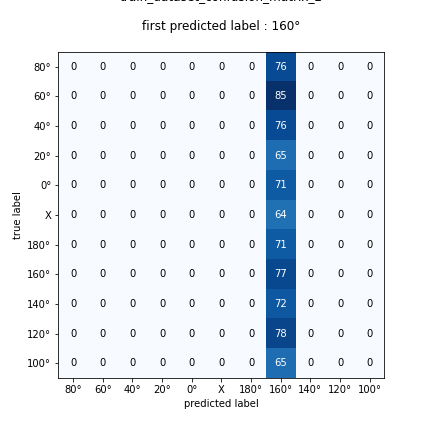 first predicted label : 160°
80° 0 0 0 0 0 0 0 76 0 0 0
60° 0 0 0 0 0 0 0 85 0 0 0
40° 0 0 0 0 0 0 0 76 0 0 0
20° 0 0 0 0 0 0 0 65 0 0 0
0° 0 0 0 0 0 0 0 71 0 0 0
X 0 0 0 0 0 0 0 64 0 0 0
180° 0 0 0 0 0 0 0 71 0 0 0
160° 0 0 0 0 0 0 0 77 0 0 0
140° 0 0 0 0 0 0 0 72 0 0 0
120° 0 0 0 0 0 0 0 78 0 0 0
100° 0 0 0 0 0 0 0 65 0 0 0
true label
80° 60° 40° 20° 0° X 180° 160° 140° 120° 100°
predicted label